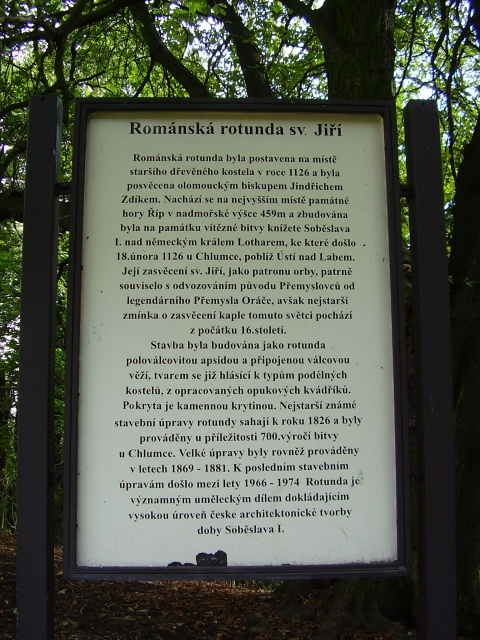 Románská rotunda sv. Jiří
Románská rotunda byla postavena na místě
staršího dřevěného kostela v roce 1126 a byla
posvěcena olomouckým biskupem Jindřichem
Zdíkem. Nachází se na nejvyšším místě památné
hory Říp v nadmořské výšce 459m a zbudována
byla na památku vítězné bitvy knížete Soběslava
I. nad německým králem Lotharem, ke které došlo
18.února 1126 u Chlumce, poblíž Ústí nad Labem.
Její zasvěcení sv. Jiří, jako patronu orby, patrně
souviselo s odvozováním původu Přemyslovců od
legendárního Přemysla Oráče, avšak nejstarší
zmínka o zasvěcení kaple tomuto světci pochází
z počátku 16.století.
Stavba byla budována jako rotunda
s poloválcovitou apsidou a připojenou válcovou
věží, tvarem se již hlásící k typům podélných
kostelů, z opracovaných opukových kvádříků.
Pokryta je kamennou krytinou. Nejstarší známé
stavební úpravy rotundy sahají k roku 1826 a byly
prováděny u příležitosti 700.výročí bitvy
u Chlumce. Velké úpravy byly rovněž prováděny
v letech 1869 - 1881. K posledním stavebním
úpravám došlo mezi lety 1966 - 1974 Rotunda je
významným uměleckým dílem dokládajícím
vysokou úroveň české architektonické tvorby
doby Soběslava I.